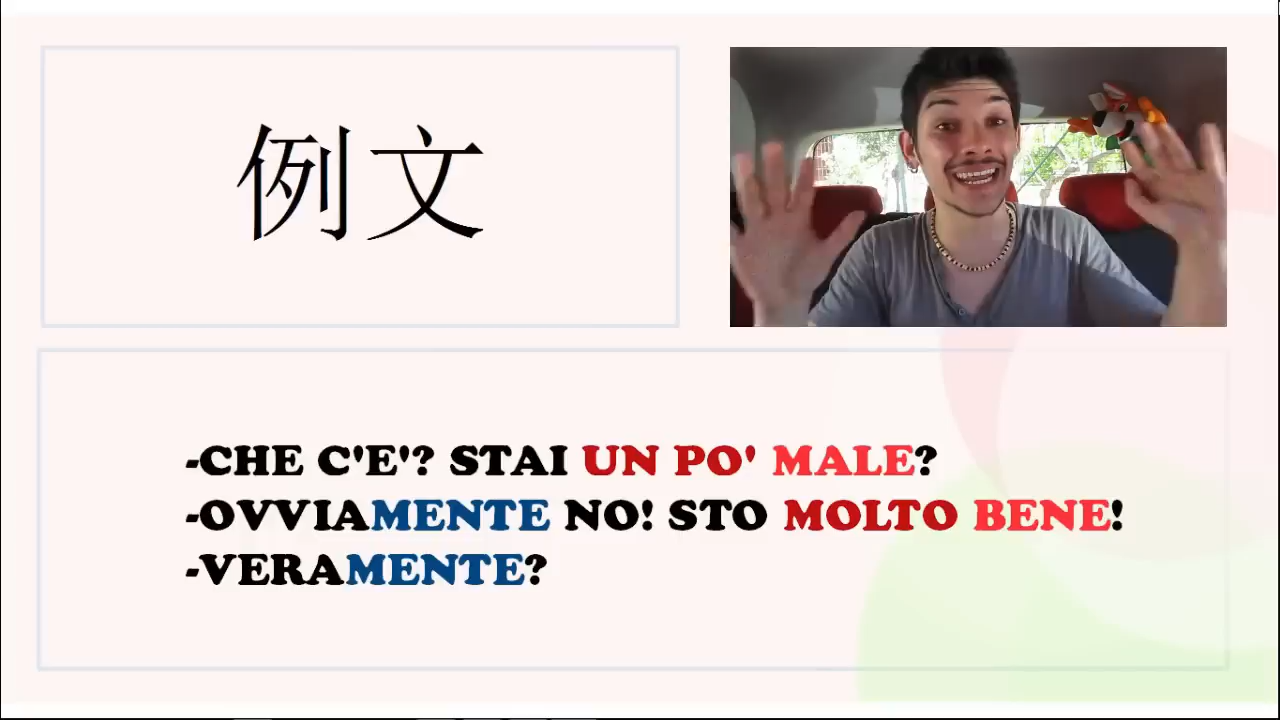 例文
-CHE C'E'? STAI UN PO' MALE?
-OVVIAMENTE NO! STO MOLTO BENE!
-VERAMENTE?